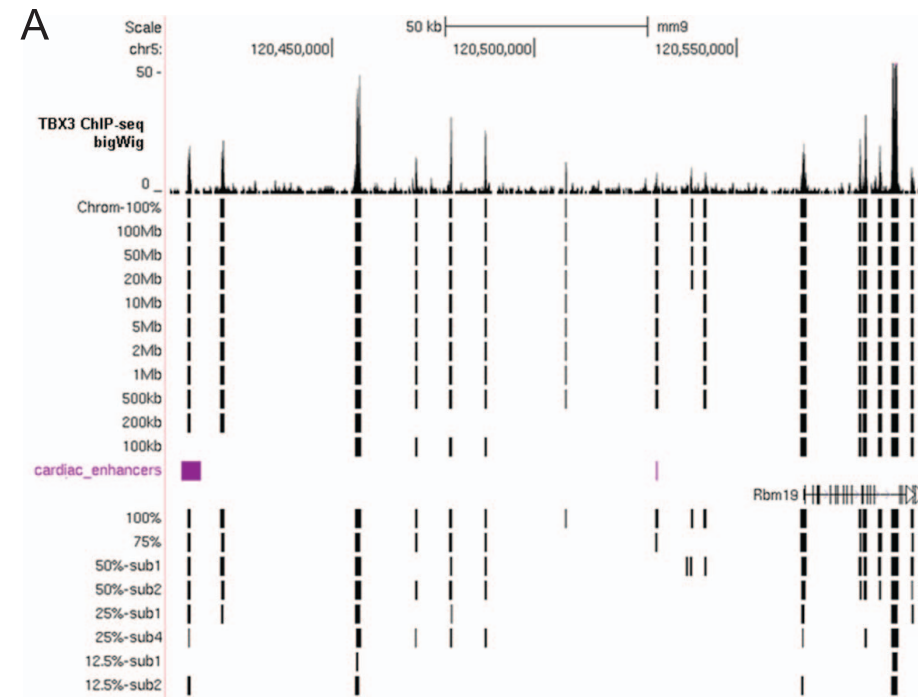 A
Scale 50 kb mm9
chr5: 120,450,000 120,500,000 120,550,000
50 -
TBX3 ChIP-seq
bigWig
0 _
Chrom-100%
100Mb
50Mb
20Mb
10Mb
5Mb
2Mb
1Mb
500kb
200kb
100kb
cardiac_enhancers
Rbm19
100%
75%
50%-sub1
50%-sub2
25%-sub1
25%-sub4
12.5%-sub1
12.5%-sub2